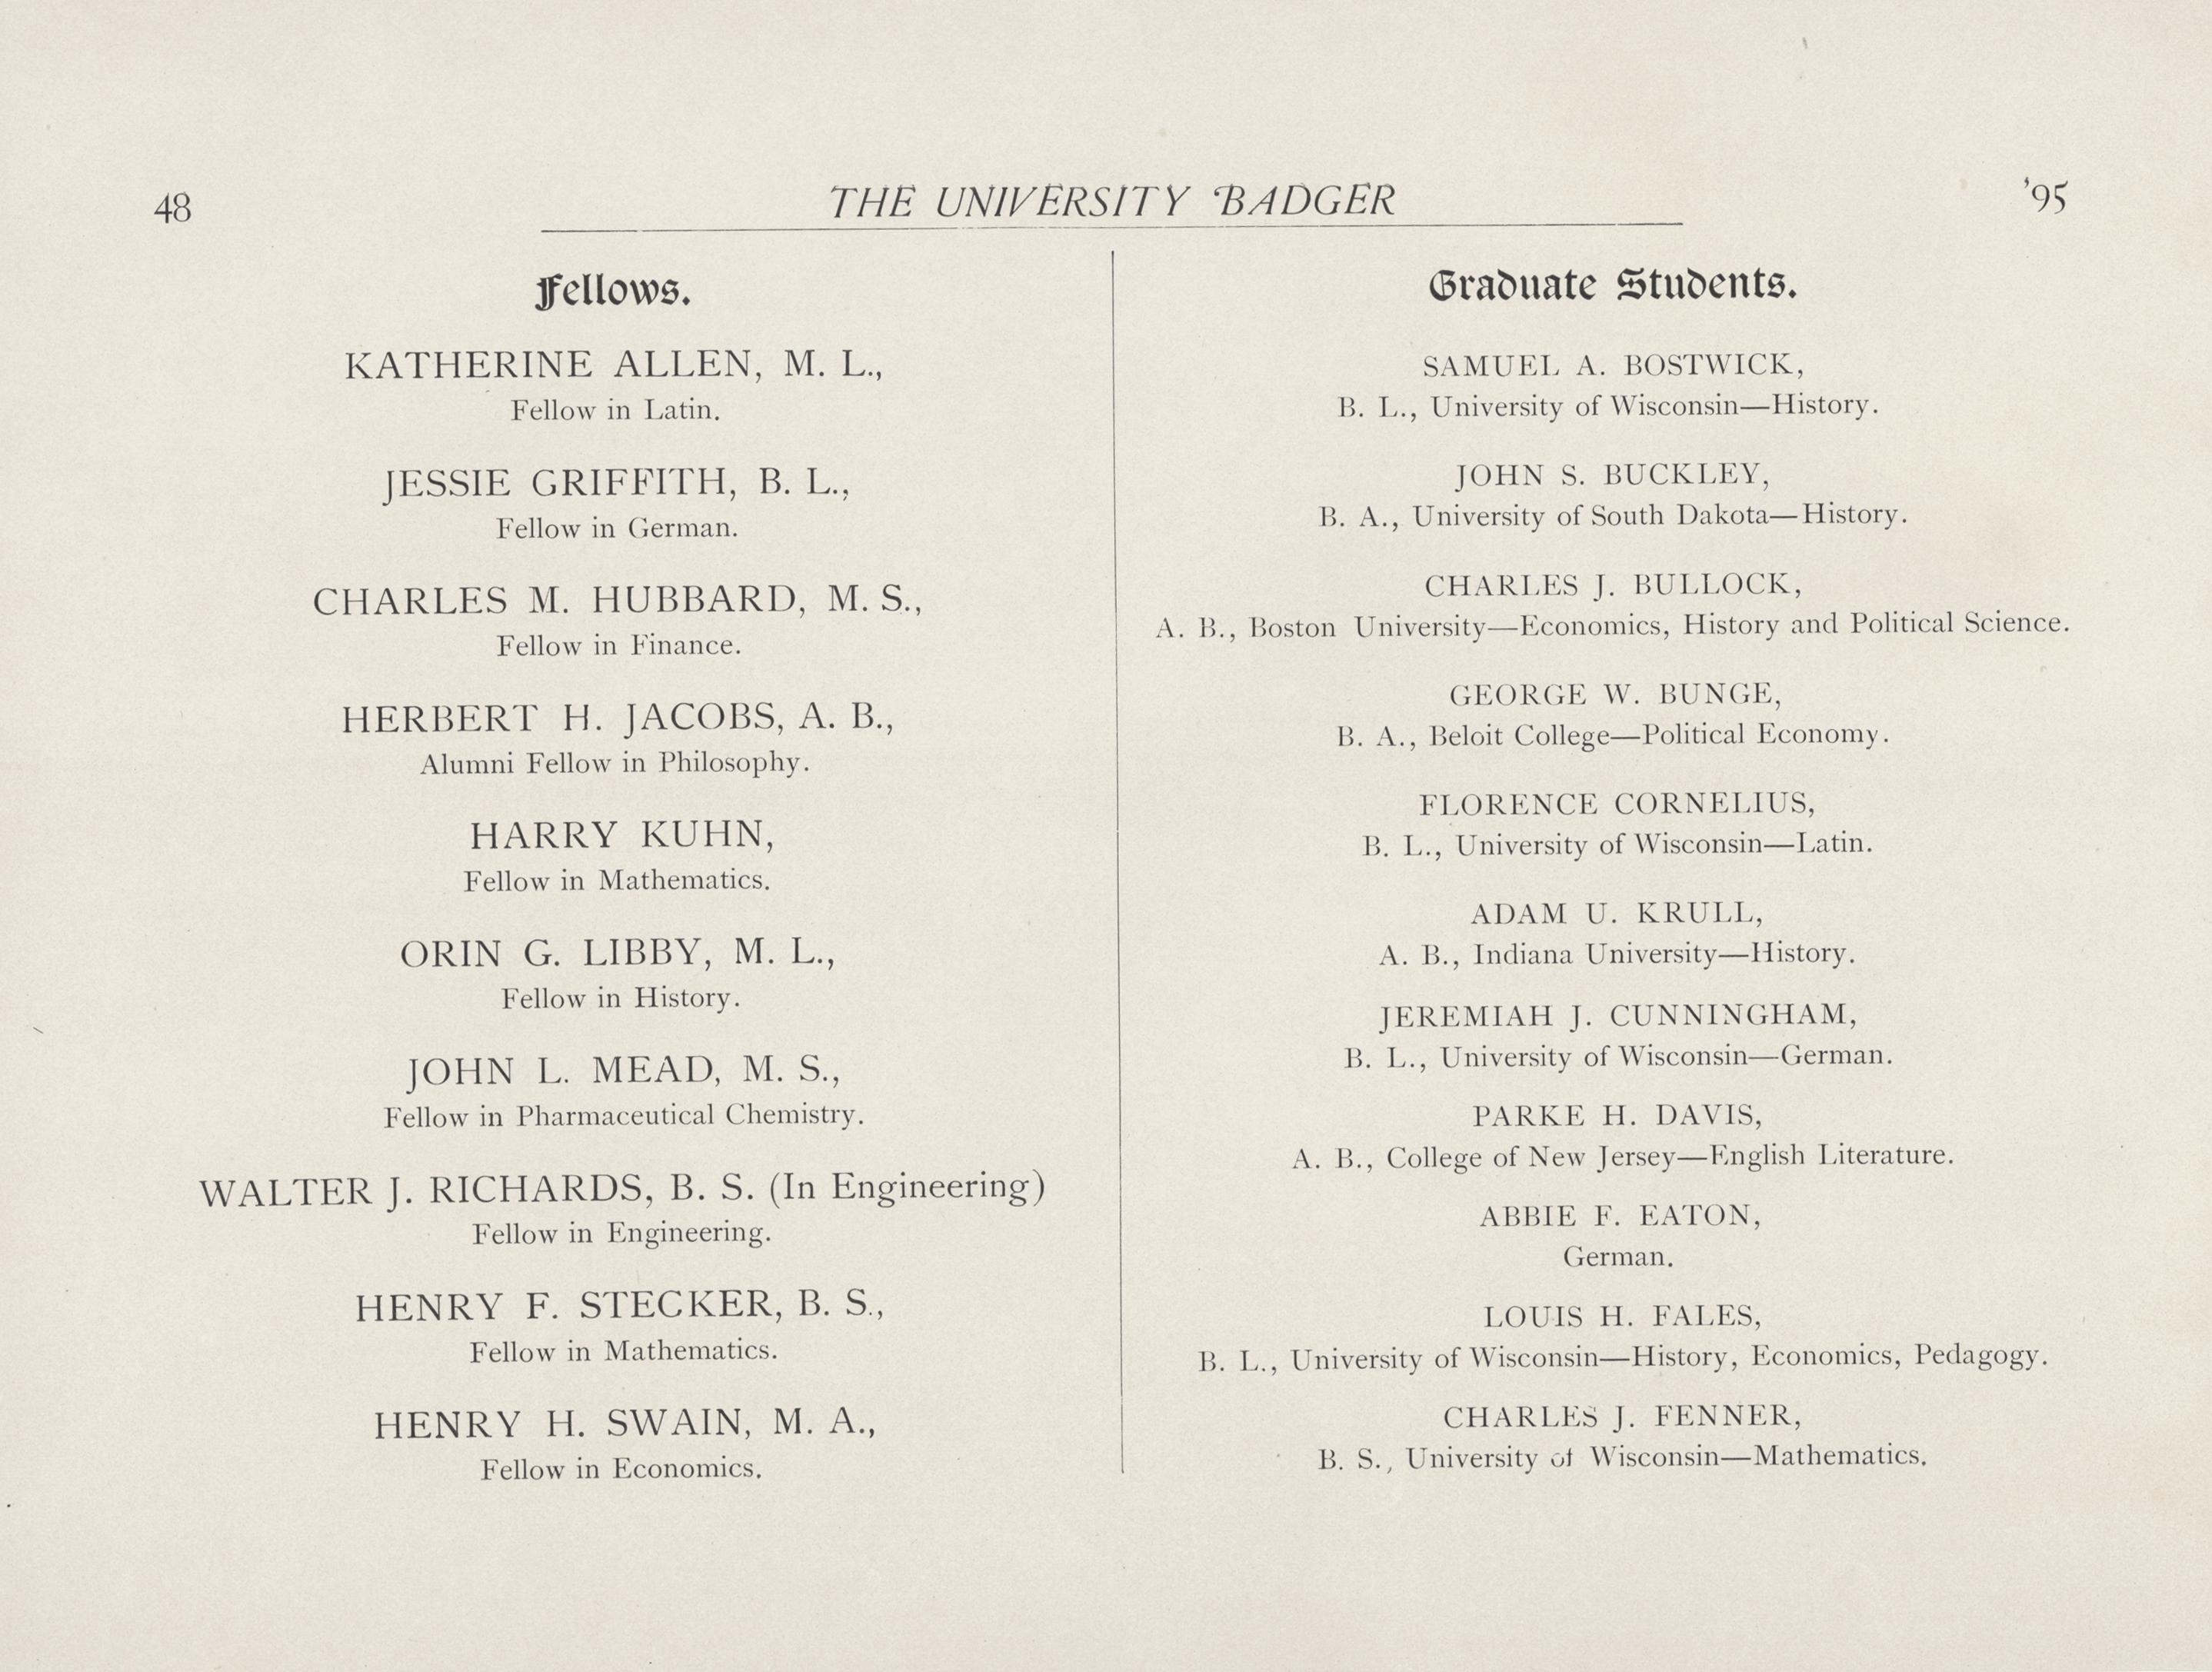 48
THE UNIVERSITY BADGER
'95
Fellows.
KATHERINE ALLEN, M. L.,
Fellow in Latin.
JESSIE GRIFFITH, B. L.,
Fellow in German.
CHARLES M. HUBBARD, M. S.,
Fellow in Finance.
HERBERT H. JACOBS, A. B.,
Alumni Fellow in Philosophy.
HARRY KUHN,
Fellow in Mathematics.
ORIN G. LIBBY, M. L.,
Fellow in History.
JOHN L. MEAD, M. S.,
Fellow in Pharmaceutical Chemistry.
WALTER J. RICHARDS, B. S. (In Engineering)
Fellow in Engineering.
HENRY F. STECKER, B. S.,
Fellow in Mathematics.
HENRY H. SWAIN, M. A.,
Fellow in Economics.
Graduate Students.
SAMUEL A. BOSTWICK,
B. L., University of Wisconsin—History.
JOHN S. BUCKLEY,
B. A., University of South Dakota—History.
CHARLES J. BULLOCK,
A. B., Boston University—Economics, History and Political Science.
GEORGE W. BUNGE,
B. A., Beloit College—Political Economy.
FLORENCE CORNELIUS,
B. L., University of Wisconsin—Latin.
ADAM U. KRULL,
A. B., Indiana University—History.
JEREMIAH J. CUNNINGHAM,
B. L., University of Wisconsin—German.
PARKE H. DAVIS,
A. B., College of New Jersey—English Literature.
ABBIE F. EATON,
German.
LOUIS H. FALES,
B. L., University of Wisconsin—History, Economics, Pedagogy.
CHARLES J. FENNER,
B. S., University of Wisconsin—Mathematics.